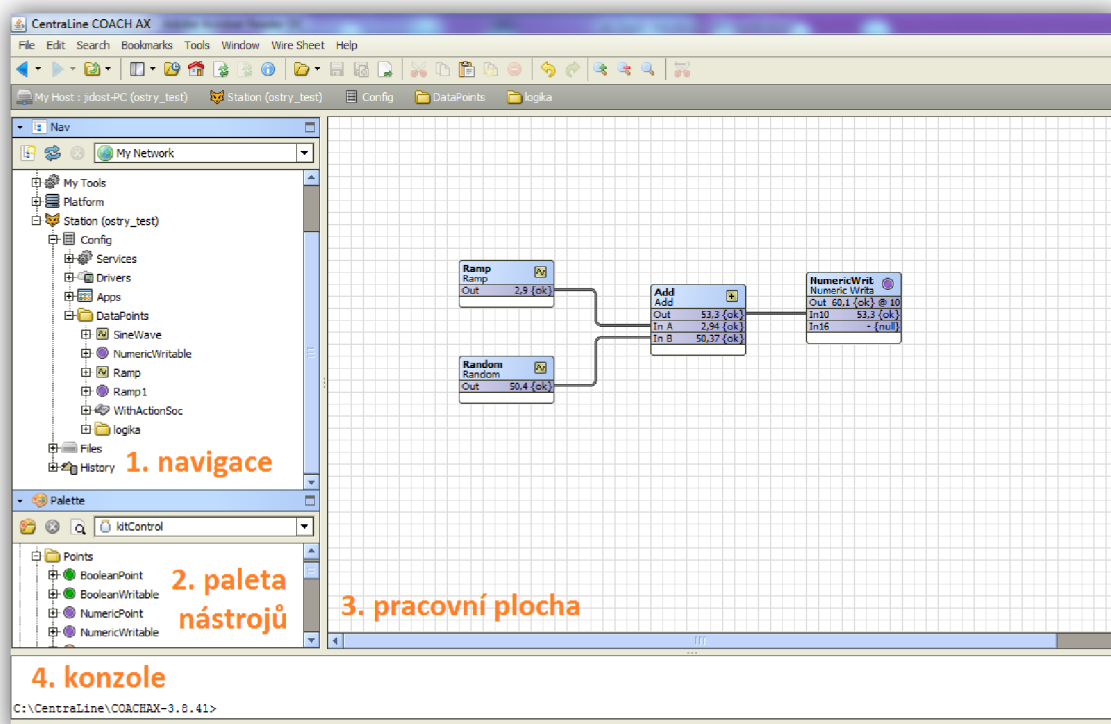 CentraLine COACH AX
File Edit Search Bookmarks Tools Window Wire Sheet Help
My Host : jidost-PC (ostry_test) Station (ostry_test) Config DataPoints logika
Nav
My Network
My Tools
Platform
Station (ostry_test)
Config
Services
Drivers
Apps
DataPoints
SineWave
NumericWritable
Ramp
Ramp1
WithActionSoc
logika
Files
History
1. navigace
Palette
kitControl
Points
BooleanPoint
BooleanWritable
NumericPoint
NumericWritable
2. paleta
nástrojů
Ramp
Ramp
Out 2,9 {ok}
Random
Random
Out 50,4 {ok}
Add
Add
Out 53,3 {ok}
In A 2,94 {ok}
In B 50,37 {ok}
NumericWrit
Numeric Writa
Out 60,1 {ok} @ 10
In10 53,3 {ok}
In16 - {null}
3. pracovní plocha
4. konzole
C:\CentraLine\COACHAX-3.8.41>